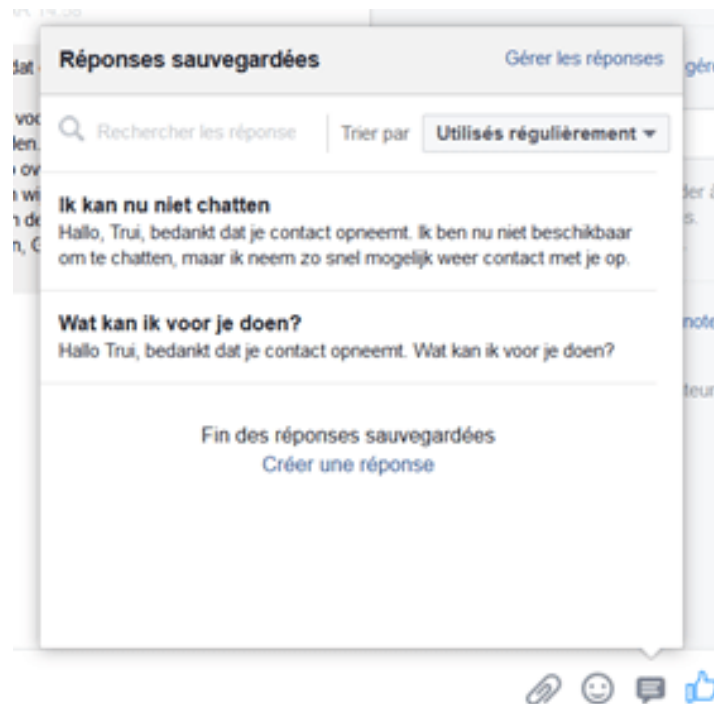 Réponses sauvegardées
Gérer les réponses
Rechercher les réponse
Trier par
Utilisés régulièrement
Ik kan nu niet chatten
Hallo, Trui, bedankt dat je contact opneemt. Ik ben nu niet beschikbaar
om te chatten, maar ik neem zo snel mogelijk weer contact met je op.
Wat kan ik voor je doen?
Hallo Trui, bedankt dat je contact opneemt. Wat kan ik voor je doen?
Fin des réponses sauvegardées
Créer une réponse